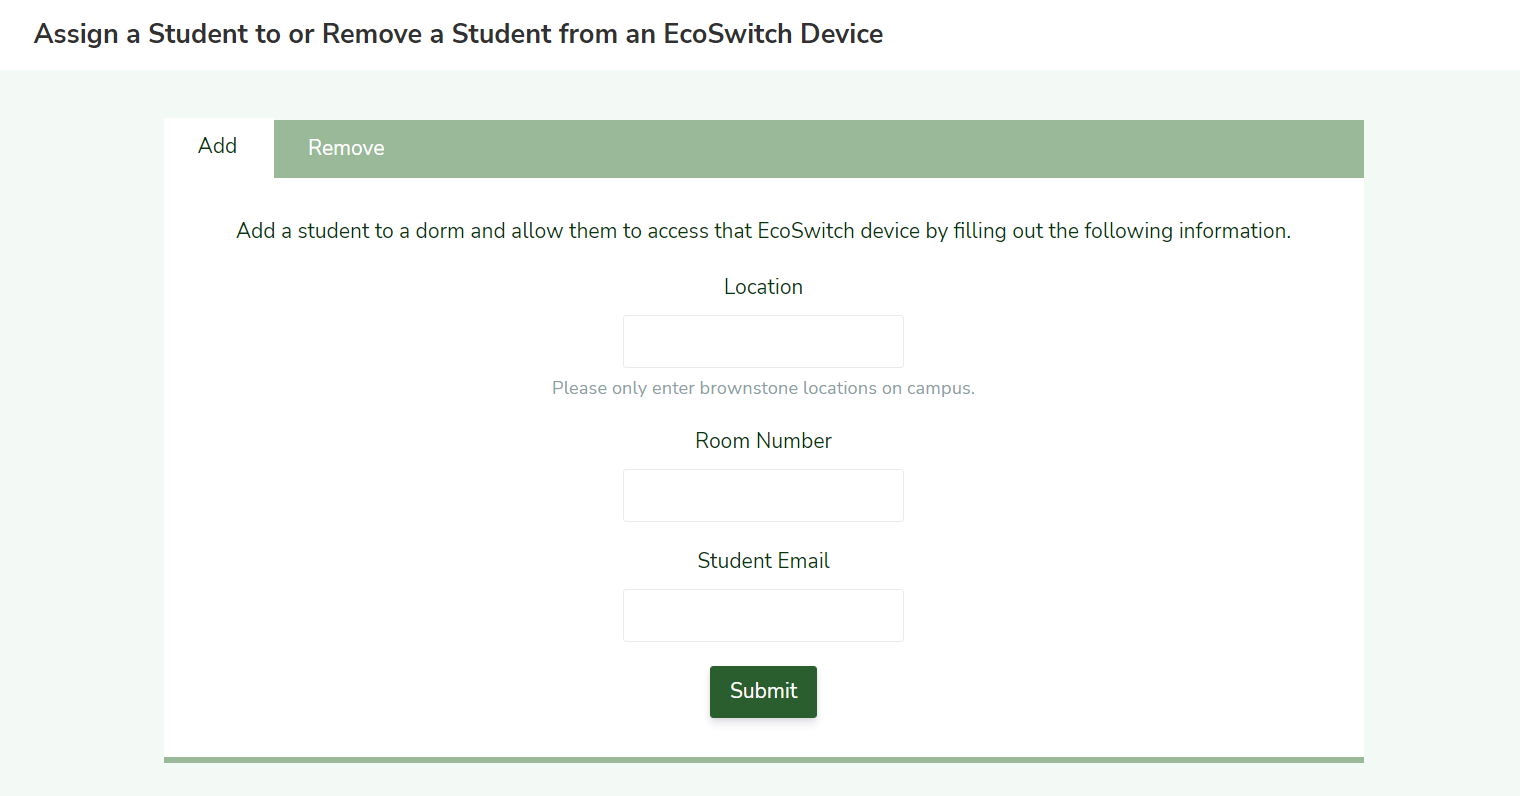 Assign a Student to or Remove a Student from an EcoSwitch Device
Add
Remove
Add a student to a dorm and allow them to access that EcoSwitch device by filling out the following information.
Location
Please only enter brownstone locations on campus.
Room Number
Student Email
Submit